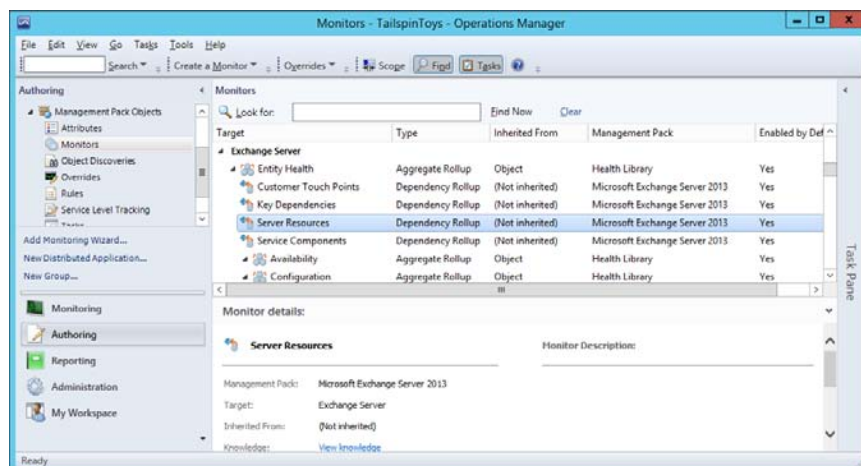 Monitors - TailspinToys - Operations Manager
File Edit View Go Tasks Tools Help
Search Create a Monitor Overrides Scope Find Tasks
Authoring
Management Pack Objects
Attributes
Monitors
Object Discoveries
Overrides
Rules
Service Level Tracking
Tasks
Add Monitoring Wizard...
New Distributed Application...
New Group...
Monitoring
Authoring
Reporting
Administration
My Workspace
Monitors
Look for: Find Now Clear
Target Type Inherited From Management Pack Enabled by Def
Exchange Server
Entity Health Aggregate Rollup Object Health Library Yes
Customer Touch Points Dependency Rollup (Not inherited) Microsoft Exchange Server 2013 Yes
Key Dependencies Dependency Rollup (Not inherited) Microsoft Exchange Server 2013 Yes
Server Resources Dependency Rollup (Not inherited) Microsoft Exchange Server 2013 Yes
Service Components Dependency Rollup (Not inherited) Microsoft Exchange Server 2013 Yes
Availability Aggregate Rollup Object Health Library Yes
Configuration Aggregate Rollup Object Health Library Yes
Monitor details:
Server Resources Monitor Description:
Management Pack: Microsoft Exchange Server 2013
Target: Exchange Server
Inherited From: (Not inherited)
Knowledge: View knowledge
Task Pane
Ready